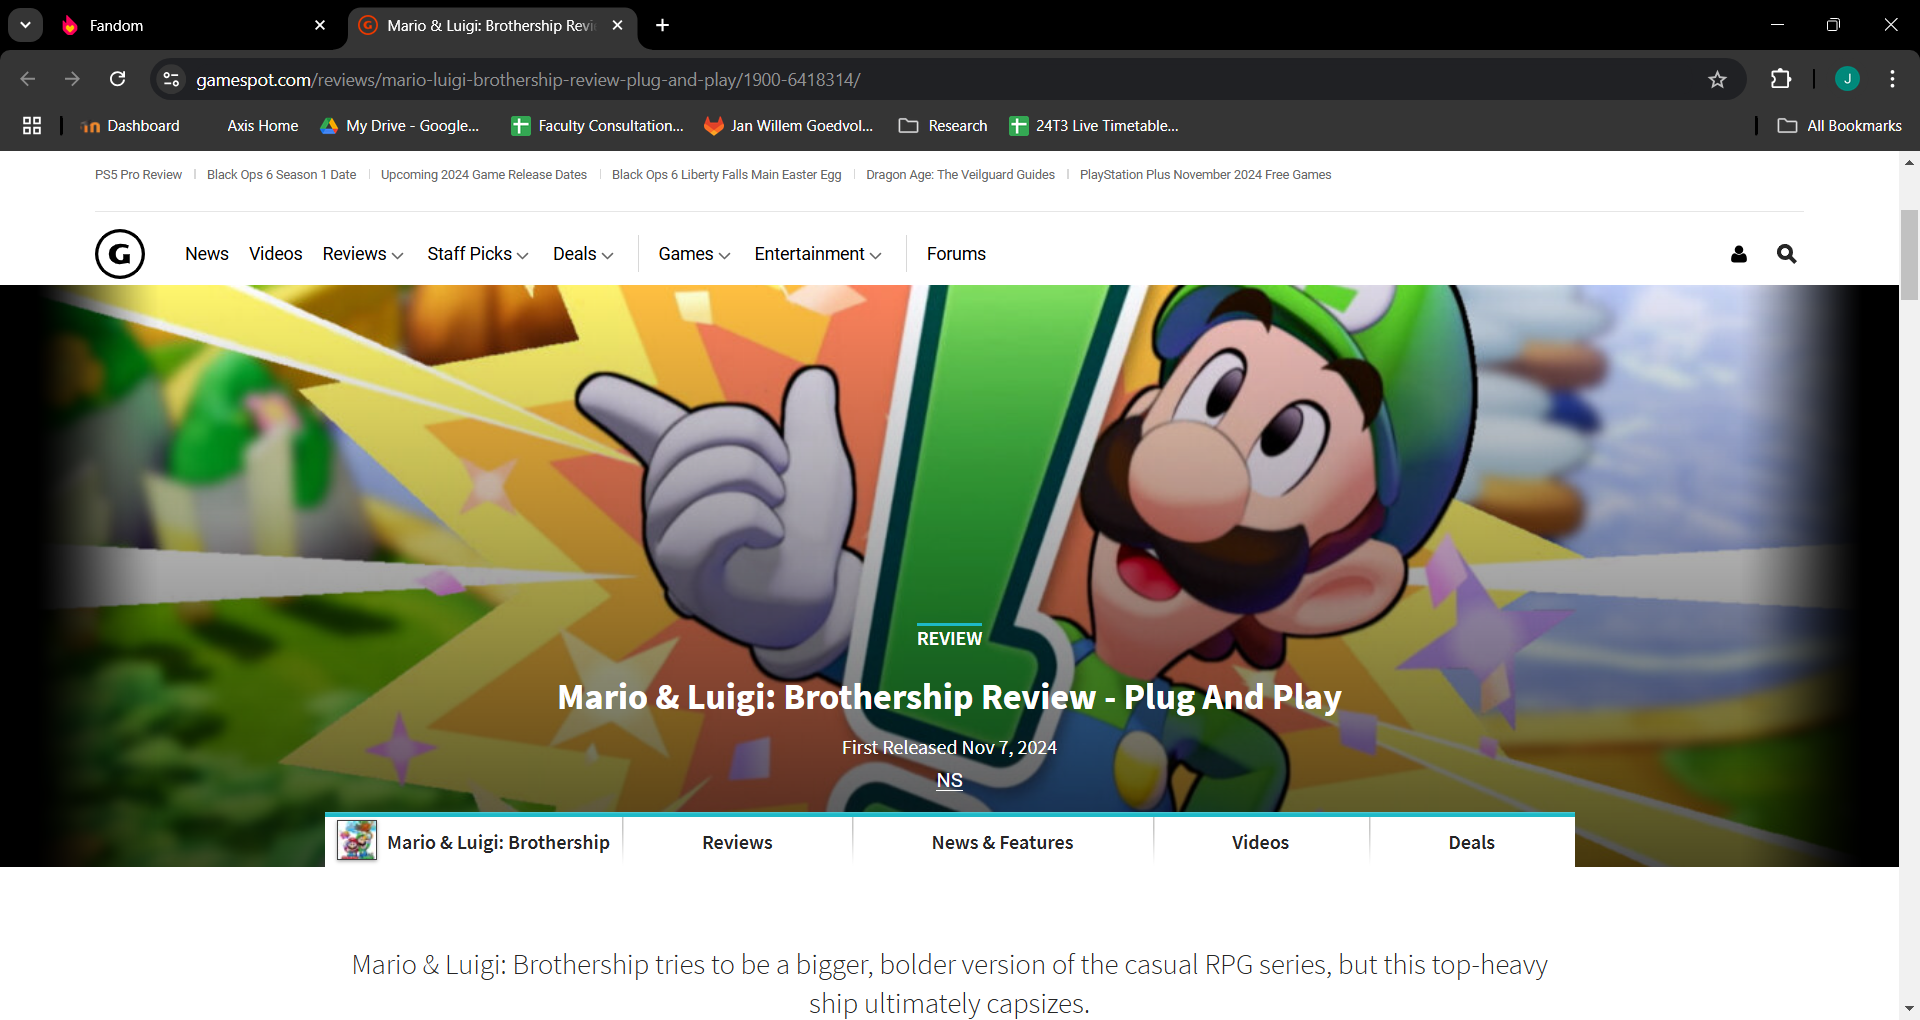 Fandom
Mario & Luigi: Brothership Revi
gamespot.com/reviews/mario-luigi-brothership-review-plug-and-play/1900-6418314/
J
Dashboard
Axis Home
My Drive - Google...
Faculty Consultation...
Jan Willem Goedvol...
Research
24T3 Live Timetable...
All Bookmarks
PS5 Pro Review
Black Ops 6 Season 1 Date
Upcoming 2024 Game Release Dates
Black Ops 6 Liberty Falls Main Easter Egg
Dragon Age: The Veilguard Guides
PlayStation Plus November 2024 Free Games
G
News
Videos
Reviews
Staff Picks
Deals
Games
Entertainment
Forums
REVIEW
Mario & Luigi: Brothership Review - Plug And Play
First Released Nov 7, 2024
NS
Mario & Luigi: Brothership
Reviews
News & Features
Videos
Deals
Mario & Luigi: Brothership tries to be a bigger, bolder version of the casual RPG series, but this top-heavy
ship ultimately capsizes.